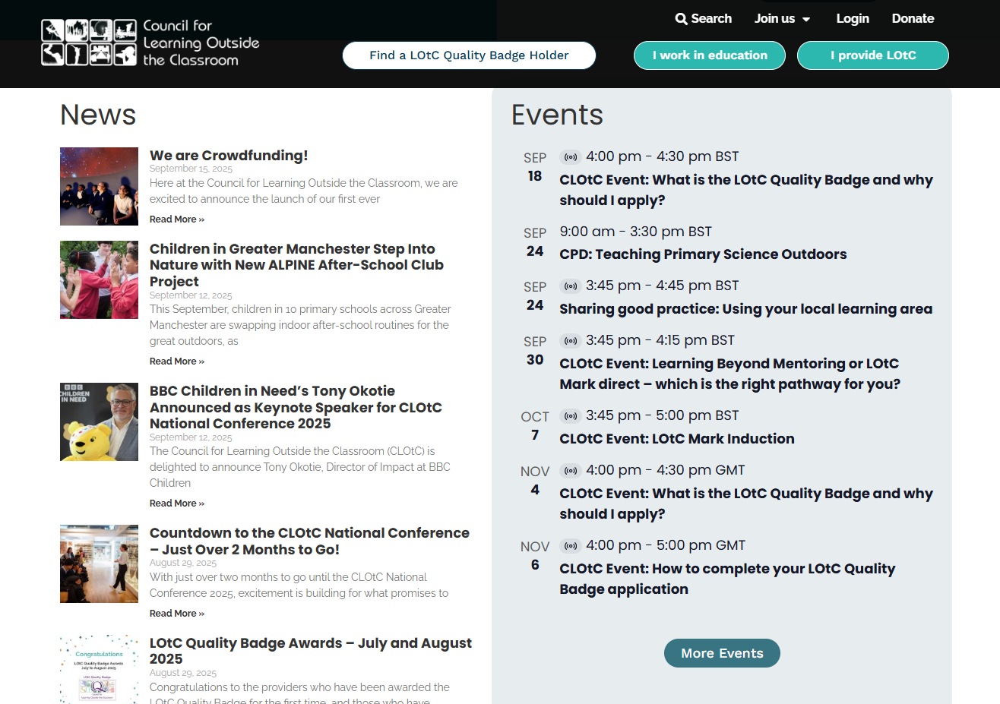 Council for
Learning Outside
the Classroom
Search
Join us
Login
Donate
Find a LOtC Quality Badge Holder
I work in education
I provide LOtC
News
We are Crowdfunding!
September 15, 2025
Here at the Council for Learning Outside the Classroom, we are
excited to announce the launch of our first ever
Read More »
Children in Greater Manchester Step Into
Nature with New ALPINE After-School Club
Project
September 12, 2025
This September, children in 10 primary schools across Greater
Manchester are swapping indoor after-school routines for the
great outdoors, as
Read More »
BBC
CHILDREN
IN NEED
BBC Children in Need's Tony Okotie
Announced as Keynote Speaker for CLOtC
National Conference 2025
September 12, 2025
The Council for Learning Outside the Classroom (CLOtC) is
delighted to announce Tony Okotie, Director of Impact at BBC
Children
Read More »
Countdown to the CLOtC National Conference
– Just Over 2 Months to Go!
August 29, 2025
With just over two months to go until the CLOtC National
Conference 2025, excitement is building for what promises to
Read More »
Congratulations
LOtC Quality Badge Awards
July to August 2025
LOtC Quality Badge
LOtC Quality Badge Awards – July and August
2025
August 29, 2025
Congratulations to the providers who have been awarded the
LOtC Quality Badge for the first time, and those who have
Events
SEP
18
4:00 pm - 4:30 pm BST
CLOtC Event: What is the LOtC Quality Badge and why
should I apply?
SEP
24
9:00 am - 3:30 pm BST
CPD: Teaching Primary Science Outdoors
SEP
24
3:45 pm - 4:45 pm BST
Sharing good practice: Using your local learning area
SEP
30
3:45 pm - 4:15 pm BST
CLOtC Event: Learning Beyond Mentoring or LOtC
Mark direct – which is the right pathway for you?
OCT
7
3:45 pm - 5:00 pm BST
CLOtC Event: LOtC Mark Induction
NOV
4
4:00 pm - 4:30 pm GMT
CLOtC Event: What is the LOtC Quality Badge and why
should I apply?
NOV
6
4:00 pm - 5:00 pm GMT
CLOtC Event: How to complete your LOtC Quality
Badge application
More Events